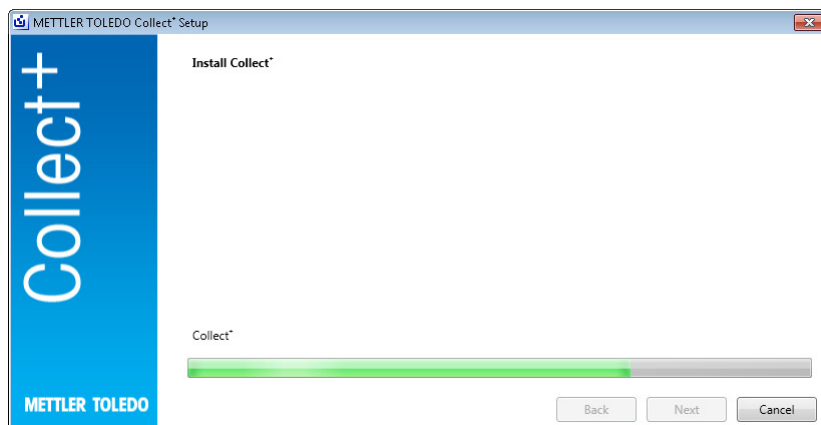 METTLER TOLEDO Collect⁺ Setup
Collect+
Install Collect⁺
Collect⁺
METTLER TOLEDO
Back
Next
Cancel